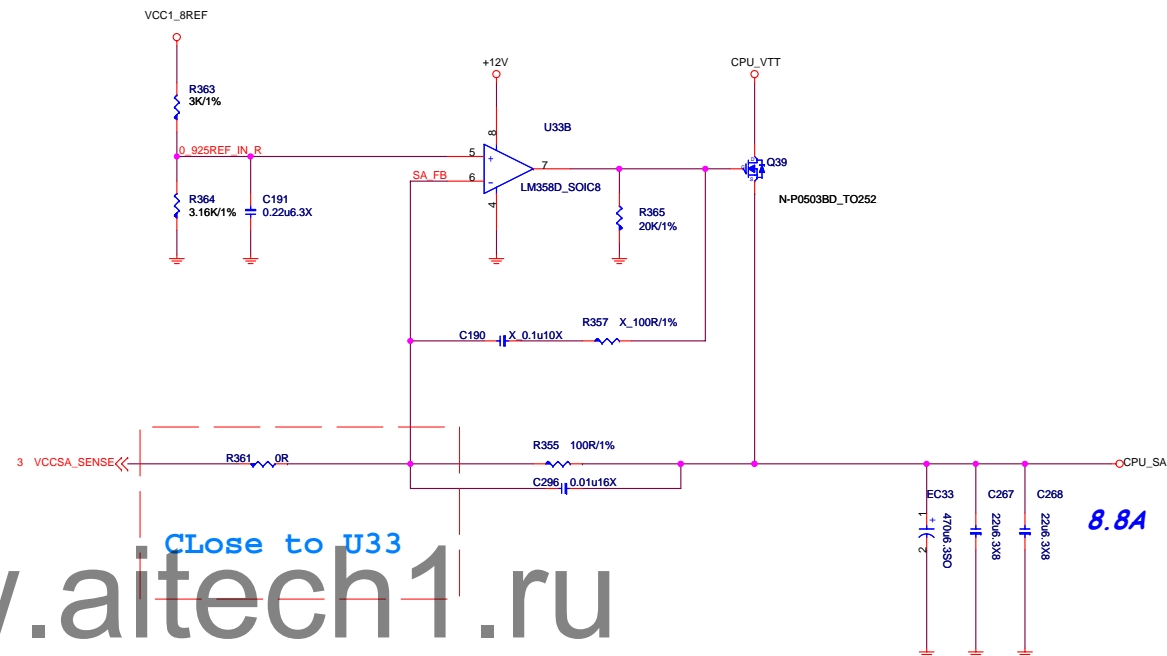 VCC1_8REF
R363
3K/1%
0_925REF_IN_R
R364
3.16K/1%
C191
0.22u6.3X
+12V
8
U33B
5
+
7
6
-
SA_FB
LM358D_SOIC8
4
R365
20K/1%
CPU_VTT
Q39
N-P0503BD_TO252
C190
X_0.1u10X
R357
X_100R/1%
3
VCCSA_SENSE
R361
0R
R355
100R/1%
C296
0.01u16X
CPU_SA
EC33
1
+
2
470u6.3SO
C267
22u6.3X8
C268
22u6.3X8
8.8A
CLose to U33
w.aitech1.ru